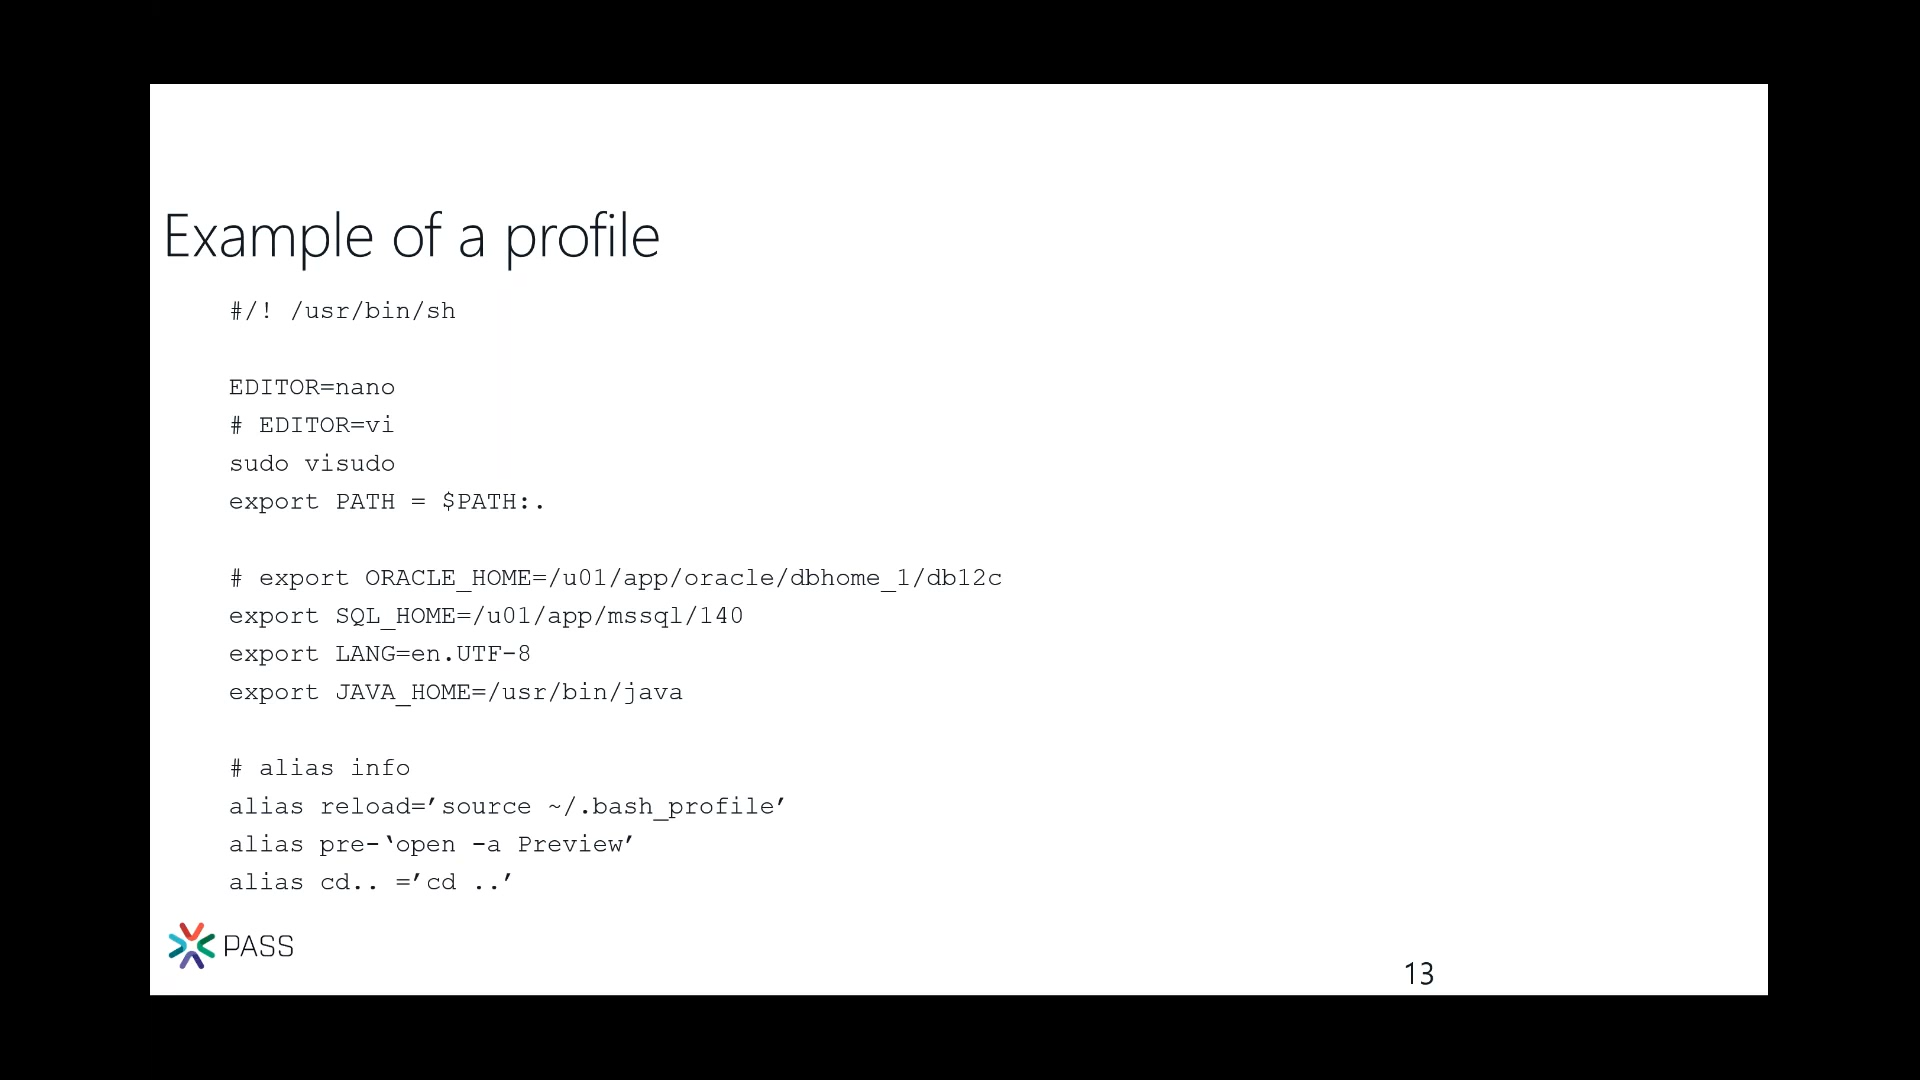 Example of a profile
#/! /usr/bin/sh
EDITOR=nano
# EDITOR=vi
sudo visudo
export PATH = $PATH:.
# export ORACLE_HOME=/u01/app/oracle/dbhome_1/db12c
export SQL_HOME=/u01/app/mssql/140
export LANG=en.UTF-8
export JAVA_HOME=/usr/bin/java
# alias info
alias reload=’source ~/.bash_profile’
alias pre-‘open -a Preview’
alias cd.. =’cd ..’
PASS
13